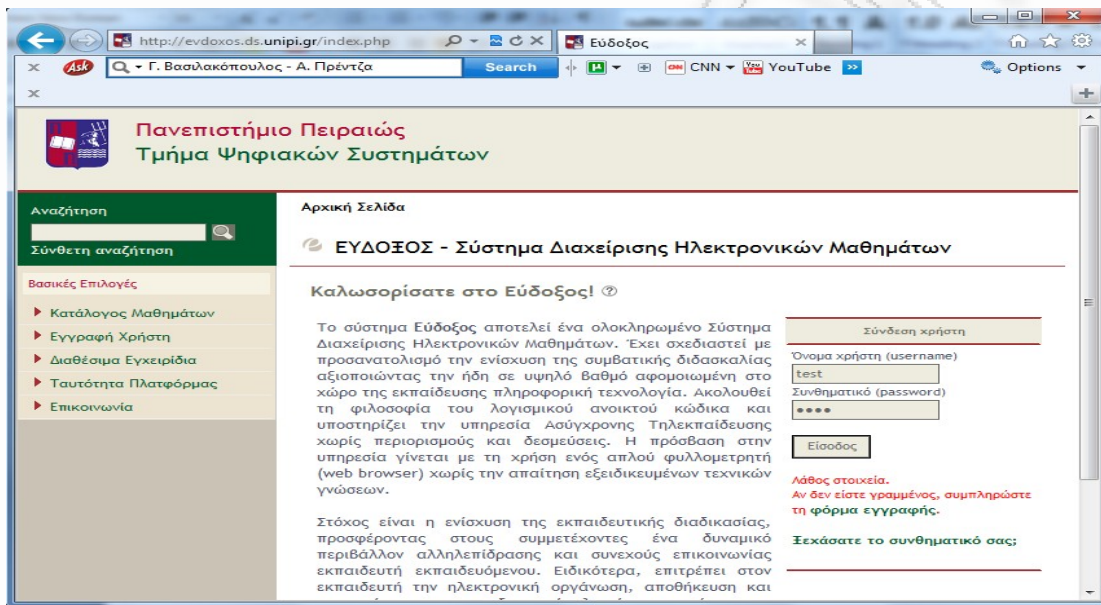 http://evdoxos.ds.unipi.gr/index.php
Εύδοξος
Ask
Γ. Βασιλακόπουλος - Α. Πρέντζα
Search
CNN
YouTube
Options
Πανεπιστήμιο Πειραιώς
Τμήμα Ψηφιακών Συστημάτων
Αναζήτηση
Σύνθετη αναζήτηση
Βασικές Επιλογές
Κατάλογος Μαθημάτων
Εγγραφή Χρήστη
Διαθέσιμα Εγχειρίδια
Ταυτότητα Πλατφόρμας
Επικοινωνία
Αρχική Σελίδα
ΕΥΔΟΞΟΣ - Σύστημα Διαχείρισης Ηλεκτρονικών Μαθημάτων
Καλωσορίσατε στο Εύδοξος!
Το σύστημα Εύδοξος αποτελεί ένα ολοκληρωμένο Σύστημα
Διαχείρισης Ηλεκτρονικών Μαθημάτων. Έχει σχεδιαστεί με
προσανατολισμό την ενίσχυση της συμβατικής διδασκαλίας
αξιοποιώντας την ήδη σε υψηλό βαθμό αφομοιωμένη στο
χώρο της εκπαίδευσης πληροφορική τεχνολογία. Ακολουθεί
τη φιλοσοφία του λογισμικού ανοικτού κώδικα και
υποστηρίζει την υπηρεσία Ασύγχρονης Τηλεκπαίδευσης
χωρίς περιορισμούς και δεσμεύσεις. Η πρόσβαση στην
υπηρεσία γίνεται με τη χρήση ενός απλού φυλλομετρητή
(web browser) χωρίς την απαίτηση εξειδικευμένων τεχνικών
γνώσεων.
Στόχος είναι η ενίσχυση της εκπαιδευτικής διαδικασίας,
προσφέροντας στους συμμετέχοντες ένα δυναμικό
περιβάλλον αλληλεπίδρασης και συνεχούς επικοινωνίας
εκπαιδευτή εκπαιδευόμενου. Ειδικότερα, επιτρέπει στον
εκπαιδευτή την ηλεκτρονική οργάνωση, αποθήκευση και
Σύνδεση χρήστη
Όνομα χρήστη (username)
test
Συνθηματικό (password)
••••
Είσοδος
Λάθος στοιχεία.
Αν δεν είστε γραμμένος, συμπληρώστε
τη φόρμα εγγραφής.
Ξεχάσατε το συνθηματικό σας;